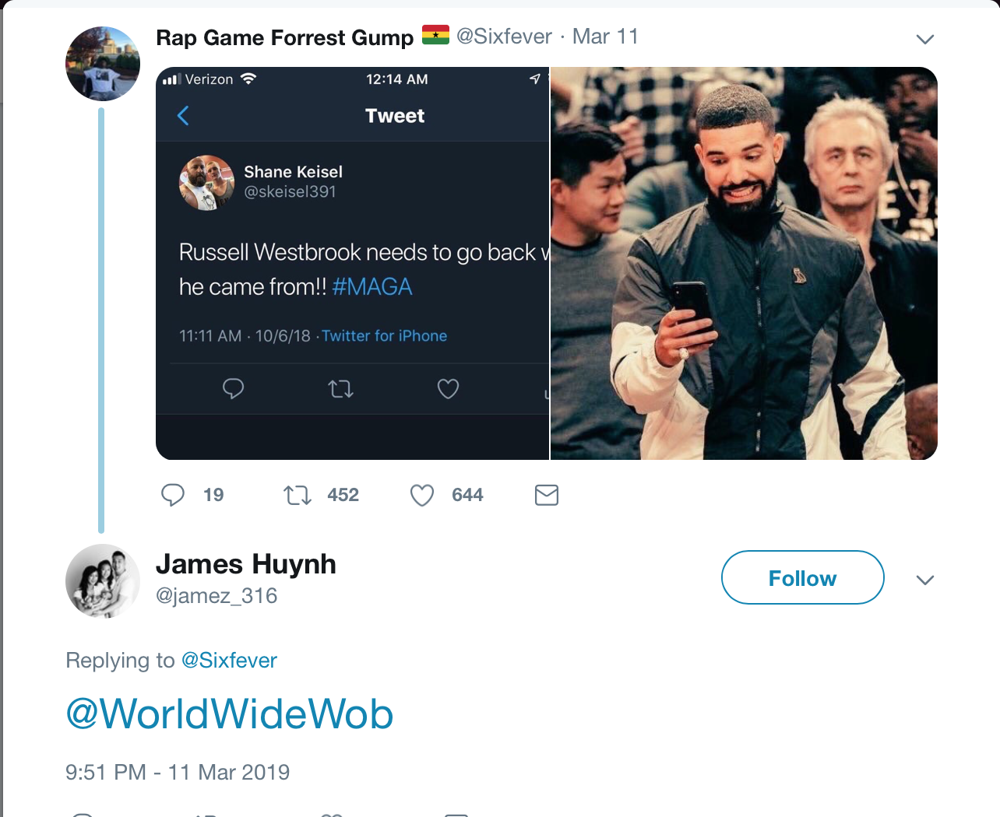 Rap Game Forrest Gump 🇬🇭 @Sixfever · Mar 11
Verizon 12:14 AM
Tweet
Shane Keisel
@skeisel391
Russell Westbrook needs to go back
he came from!! #MAGA
11:11 AM · 10/6/18 · Twitter for iPhone
19 452 644
James Huynh
@jamez_316
Follow
Replying to @Sixfever
@WorldWideWob
9:51 PM - 11 Mar 2019